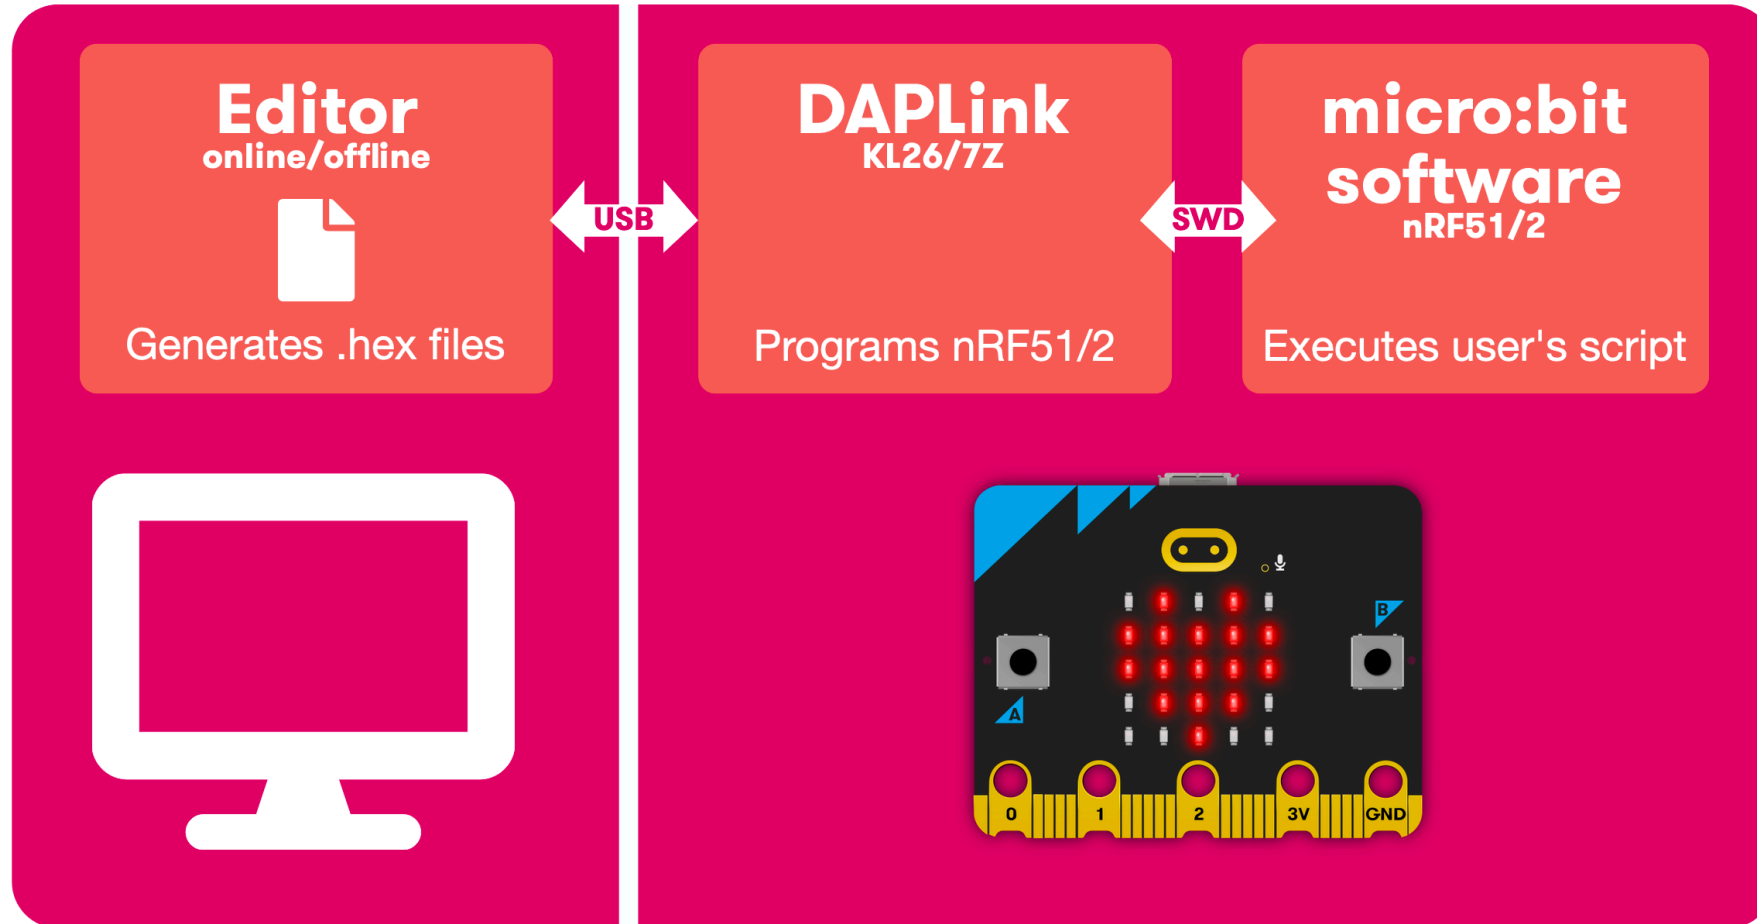 Editor
online/offline
Generates .hex files
USB
DAPLink
KL26/7Z
Programs nRF51/2
SWD
micro:bit
software
nRF51/2
Executes user's script
B
A
0
1
2
3V
GND